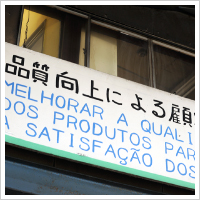 品質向上による顧
MELHORAR A QUALI
DOS PRODUTOS PAR
A SATISFAÇÃO DOS